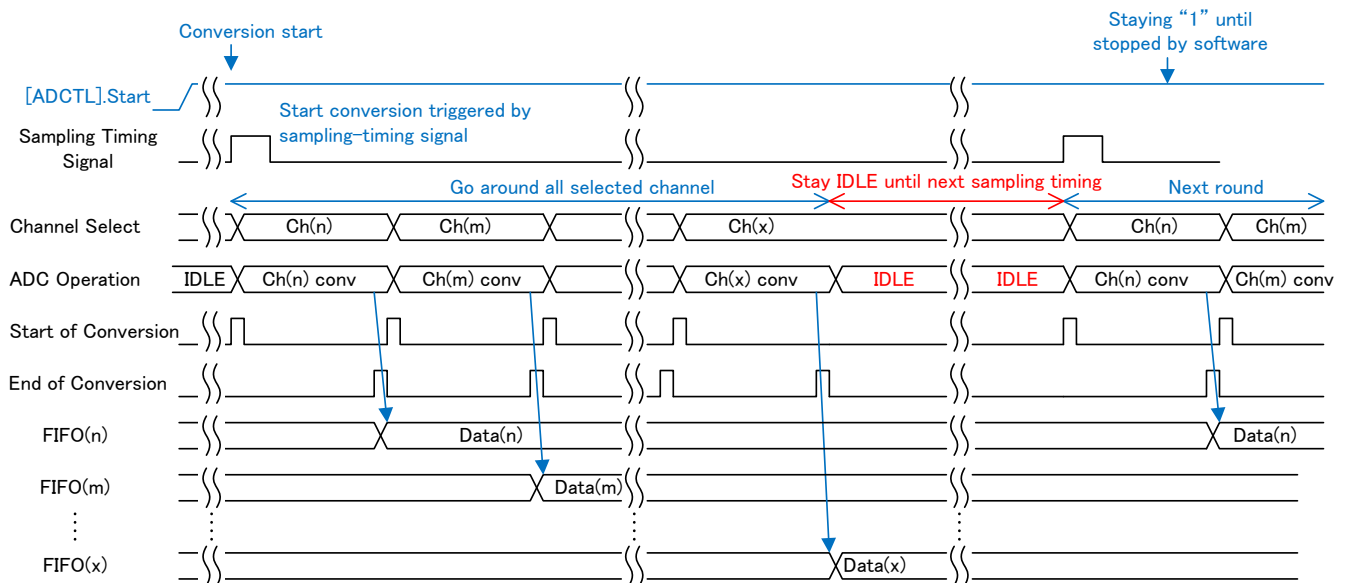 Conversion start
Staying “1” until
stopped by software
[ADCTL].Start
Start conversion triggered by
sampling-timing signal
Sampling Timing
Signal
Go around all selected channel
Stay IDLE until next sampling timing
Next round
Channel Select
Ch(n)
Ch(m)
Ch(x)
Ch(n)
Ch(m)
ADC Operation
IDLE
Ch(n) conv
Ch(m) conv
Ch(x) conv
IDLE
IDLE
Ch(n) conv
Ch(m) conv
Start of Conversion
End of Conversion
FIFO(n)
Data(n)
Data(n)
FIFO(m)
Data(m)
FIFO(x)
Data(x)